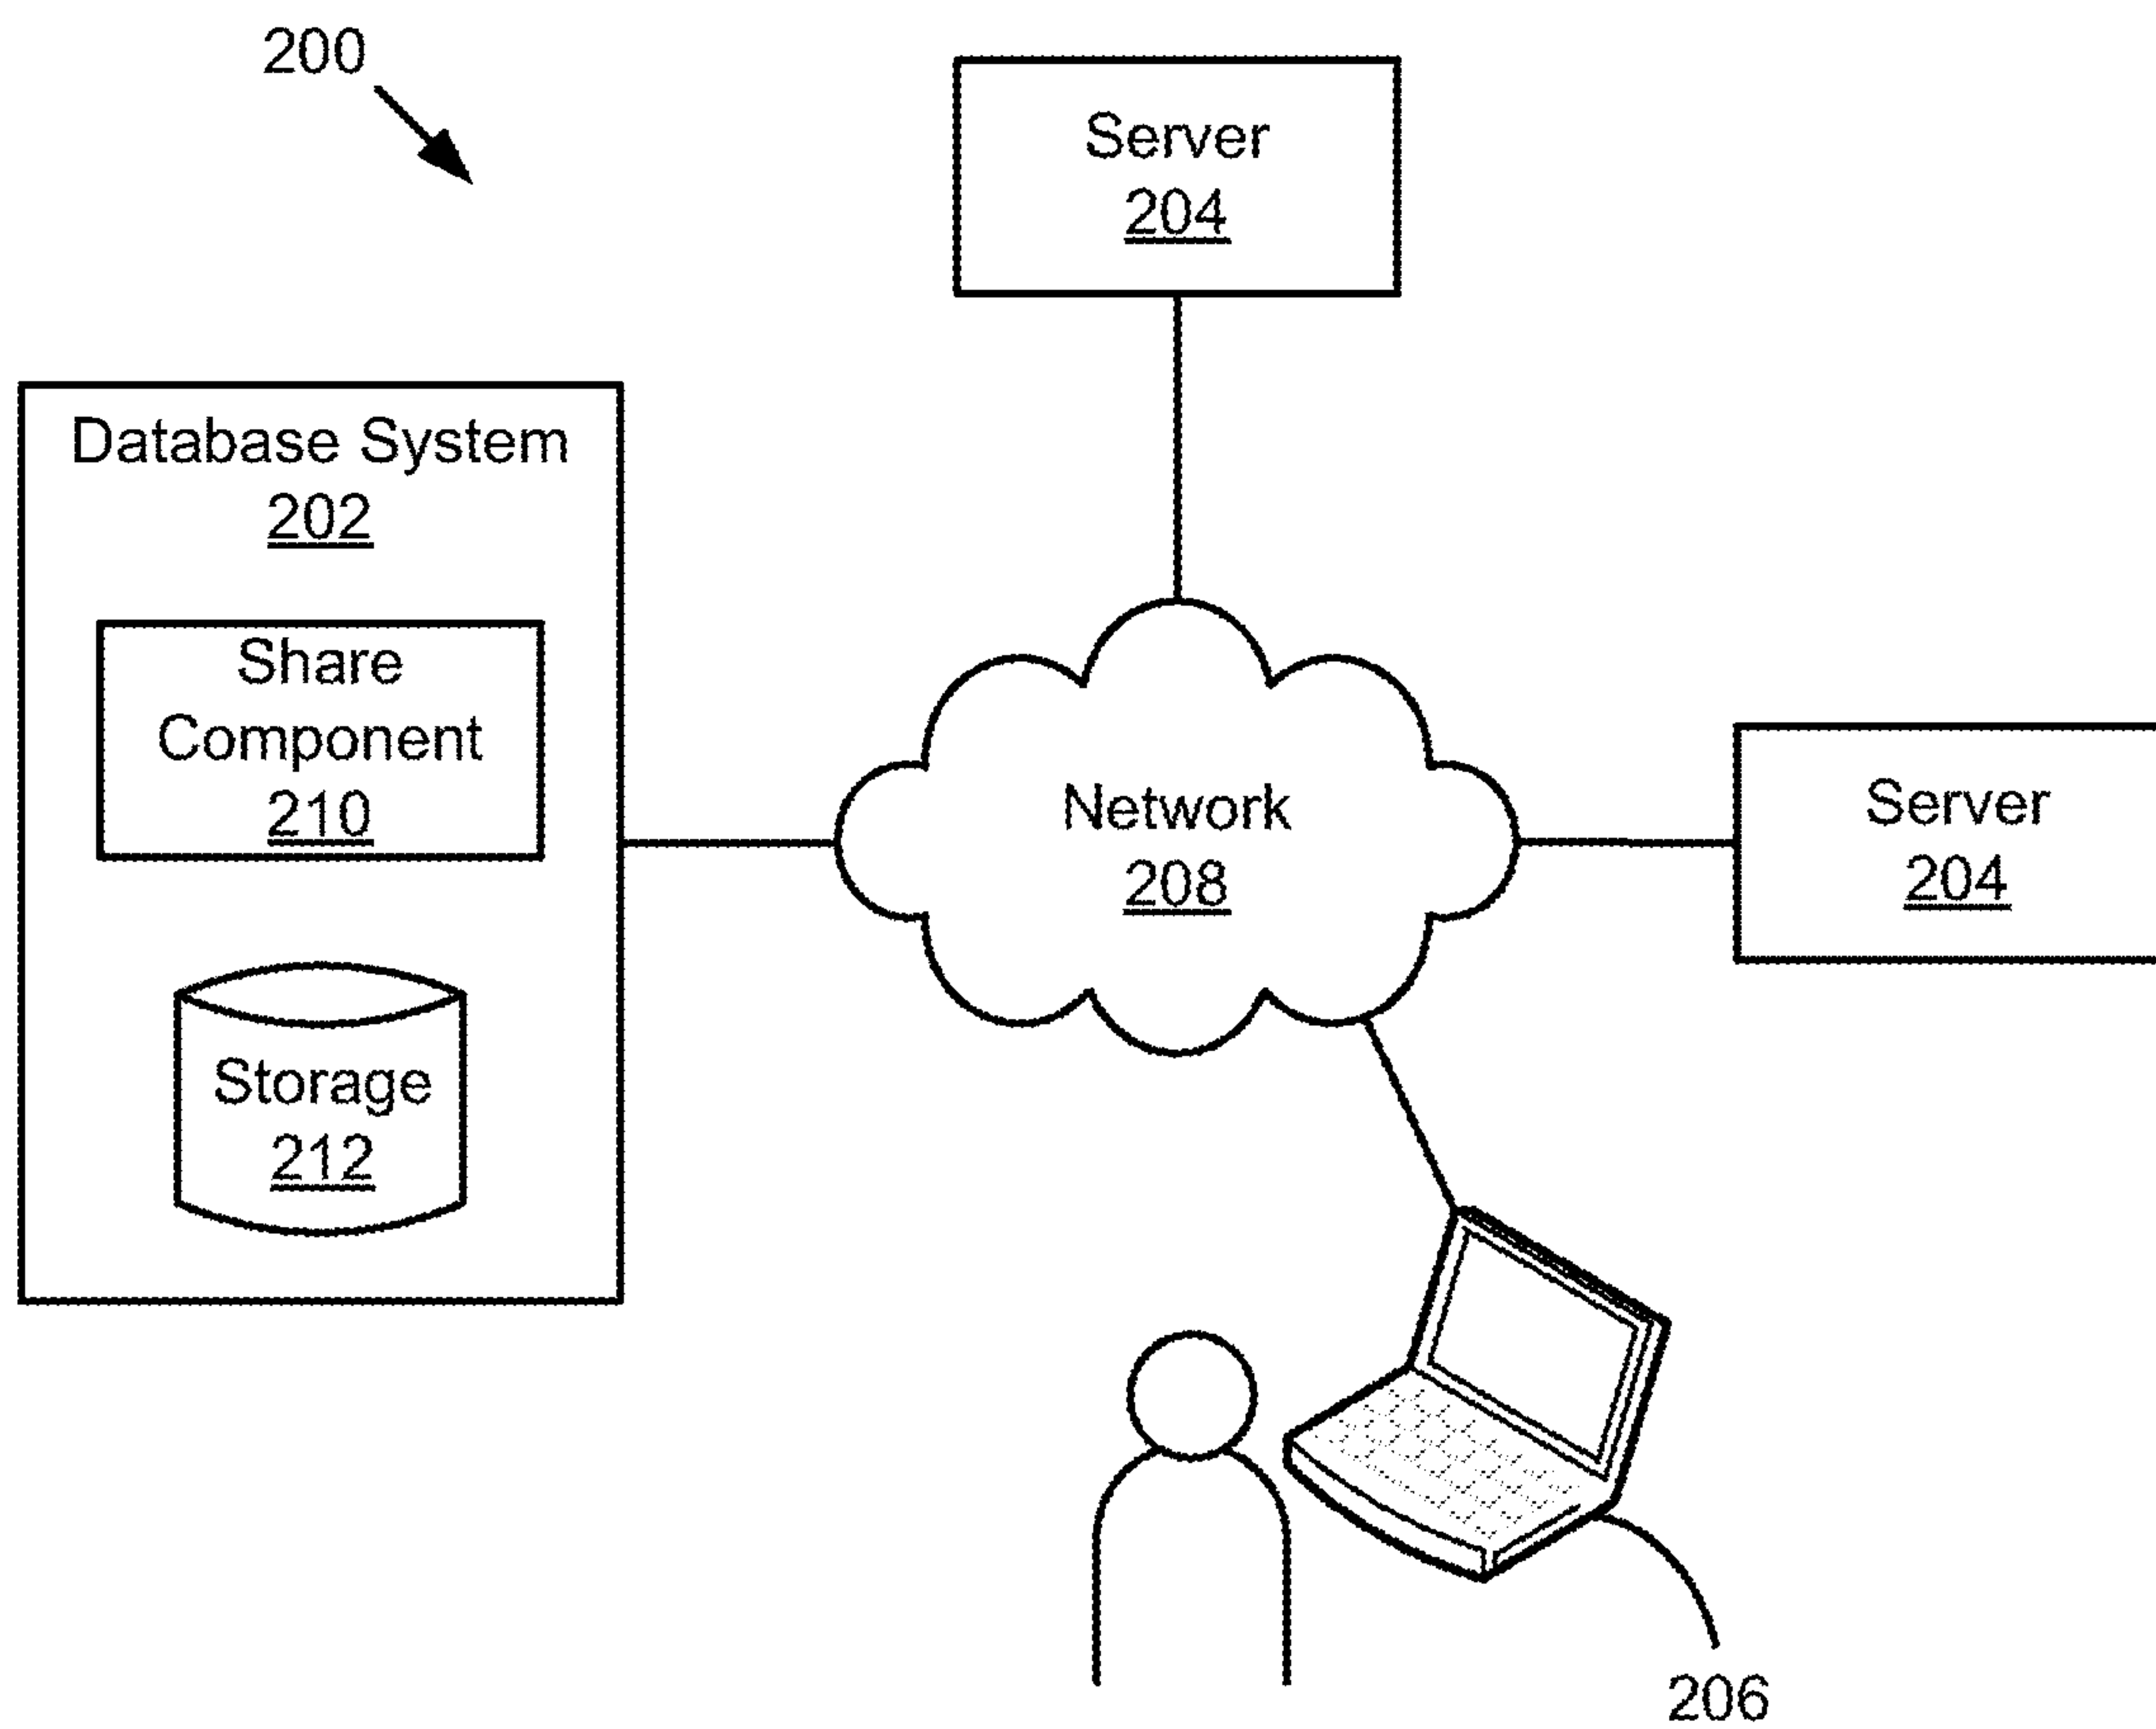 200
Server
204
Database System
202
Share
Component
210
Storage
212
Network
208
Server
204
206